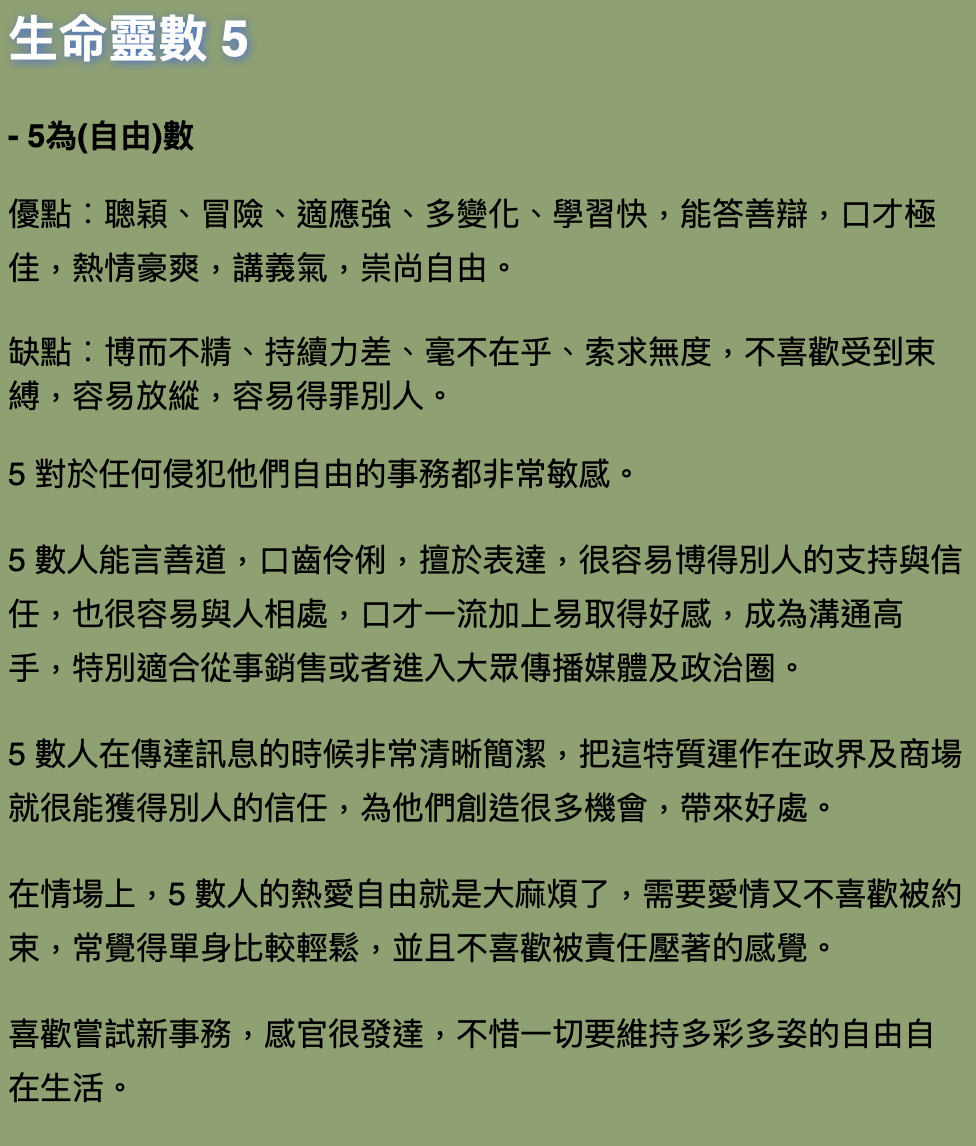 生命靈數 5
- 5為(自由)數
優點：聰穎、冒險、適應強、多變化、學習快，能答善辯，口才極
佳，熱情豪爽，講義氣，崇尚自由。
缺點：博而不精、持續力差、毫不在乎、索求無度，不喜歡受到束
縛，容易放縱，容易得罪別人。
5 對於任何侵犯他們自由的事務都非常敏感。
5 數人能言善道，口齒伶俐，擅於表達，很容易博得別人的支持與信
任，也很容易與人相處，口才一流加上易取得好感，成為溝通高
手，特別適合從事銷售或者進入大眾傳播媒體及政治圈。
5 數人在傳達訊息的時候非常清晰簡潔，把這特質運作在政界及商場
就很能獲得別人的信任，為他們創造很多機會，帶來好處。
在情場上，5 數人的熱愛自由就是大麻煩了，需要愛情又不喜歡被約
束，常覺得單身比較輕鬆，並且不喜歡被責任壓著的感覺。
喜歡嘗試新事務，感官很發達，不惜一切要維持多彩多姿的自由自
在生活。